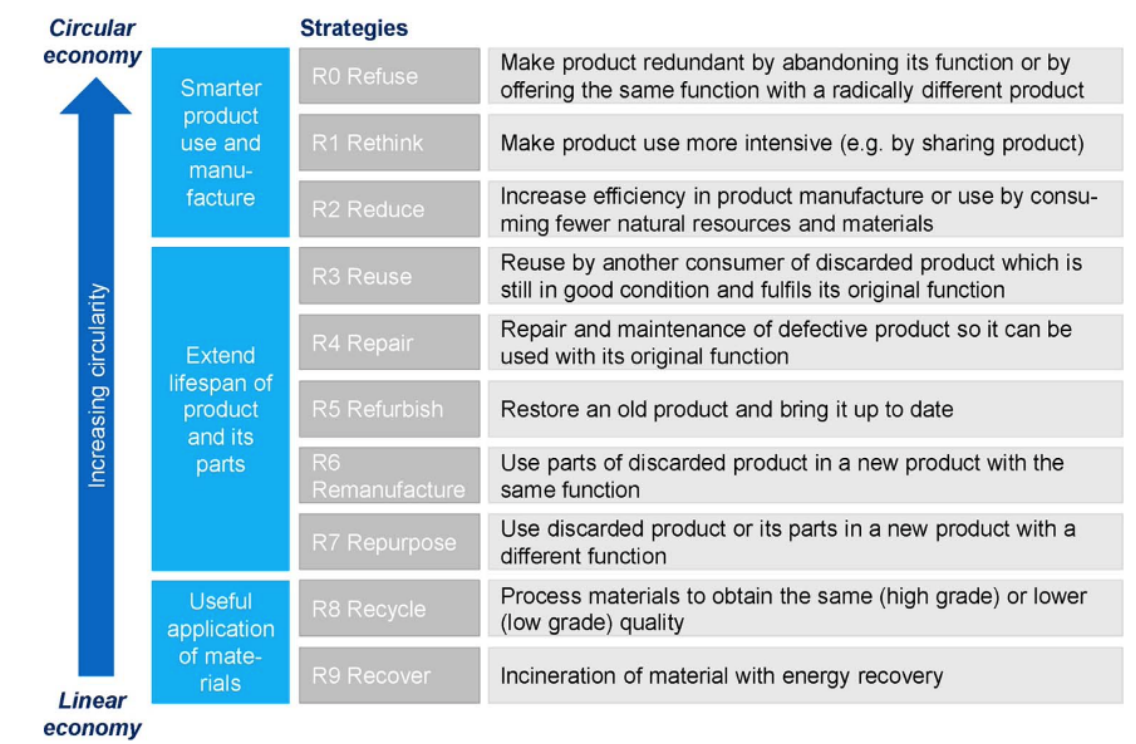 Circular
economy
Strategies
Smarter
product
use and
manu-
facture
R0 Refuse
Make product redundant by abandoning its function or by
offering the same function with a radically different product
R1 Rethink
Make product use more intensive (e.g. by sharing product)
R2 Reduce
Increase efficiency in product manufacture or use by consu-
ming fewer natural resources and materials
Increasing circularity
Extend
lifespan of
product
and its
parts
R3 Reuse
Reuse by another consumer of discarded product which is
still in good condition and fulfils its original function
R4 Repair
Repair and maintenance of defective product so it can be
used with its original function
R5 Refurbish
Restore an old product and bring it up to date
R6
Remanufacture
Use parts of discarded product in a new product with the
same function
R7 Repurpose
Use discarded product or its parts in a new product with a
different function
Useful
application
of mate-
rials
R8 Recycle
Process materials to obtain the same (high grade) or lower
(low grade) quality
R9 Recover
Incineration of material with energy recovery
Linear
economy